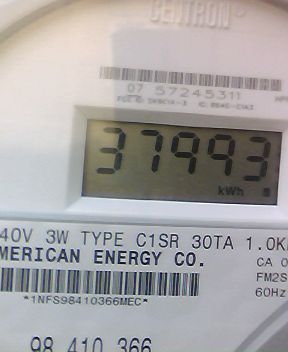 CENTRON®
07 57245311
37993
kWh
40V 3W TYPE C1SR 30TA 1.0K
MERICAN ENERGY CO.
CA 0
FM2S
60Hz
*1NFS98410366MEC*
98 410 366